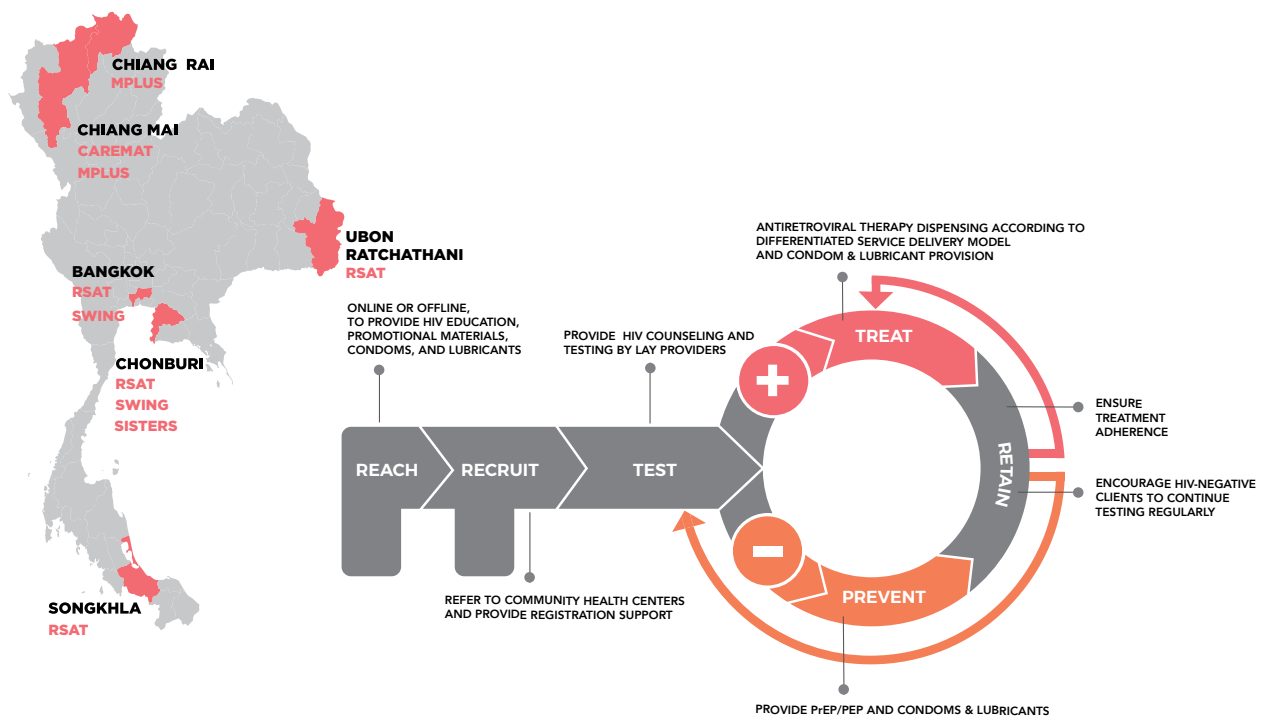 CHIANG RAI
MPLUS
CHIANG MAI
CAREMAT
MPLUS
UBON
RATCHATHANI
RSAT
BANGKOK
RSAT
SWING
CHONBURI
RSAT
SWING
SISTERS
SONGKHLA
RSAT
ONLINE OR OFFLINE,
TO PROVIDE HIV EDUCATION,
PROMOTIONAL MATERIALS,
CONDOMS, AND LUBRICANTS
PROVIDE HIV COUNSELING AND
TESTING BY LAY PROVIDERS
ANTIRETROVIRAL THERAPY DISPENSING ACCORDING TO
DIFFERENTIATED SERVICE DELIVERY MODEL
AND CONDOM & LUBRICANT PROVISION
REACH
RECRUIT
TEST
+
TREAT
RETAIN
ENSURE
TREATMENT
ADHERENCE
ENCOURAGE HIV-NEGATIVE
CLIENTS TO CONTINUE
TESTING REGULARLY
-
PREVENT
REFER TO COMMUNITY HEALTH CENTERS
AND PROVIDE REGISTRATION SUPPORT
PROVIDE PrEP/PEP AND CONDOMS & LUBRICANTS